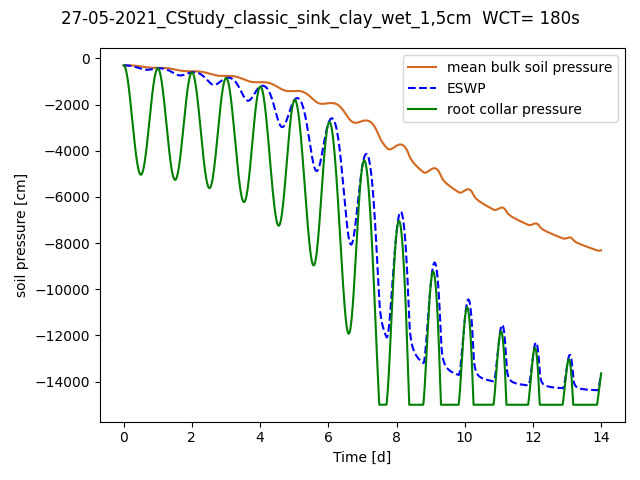 27-05-2021_CStudy_classic_sink_clay_wet_1,5cm  WCT= 180s
mean bulk soil pressure
ESWP
root collar pressure
soil pressure [cm]
0
−2000
−4000
−6000
−8000
−10000
−12000
−14000
0 2 4 6 8 10 12 14
Time [d]